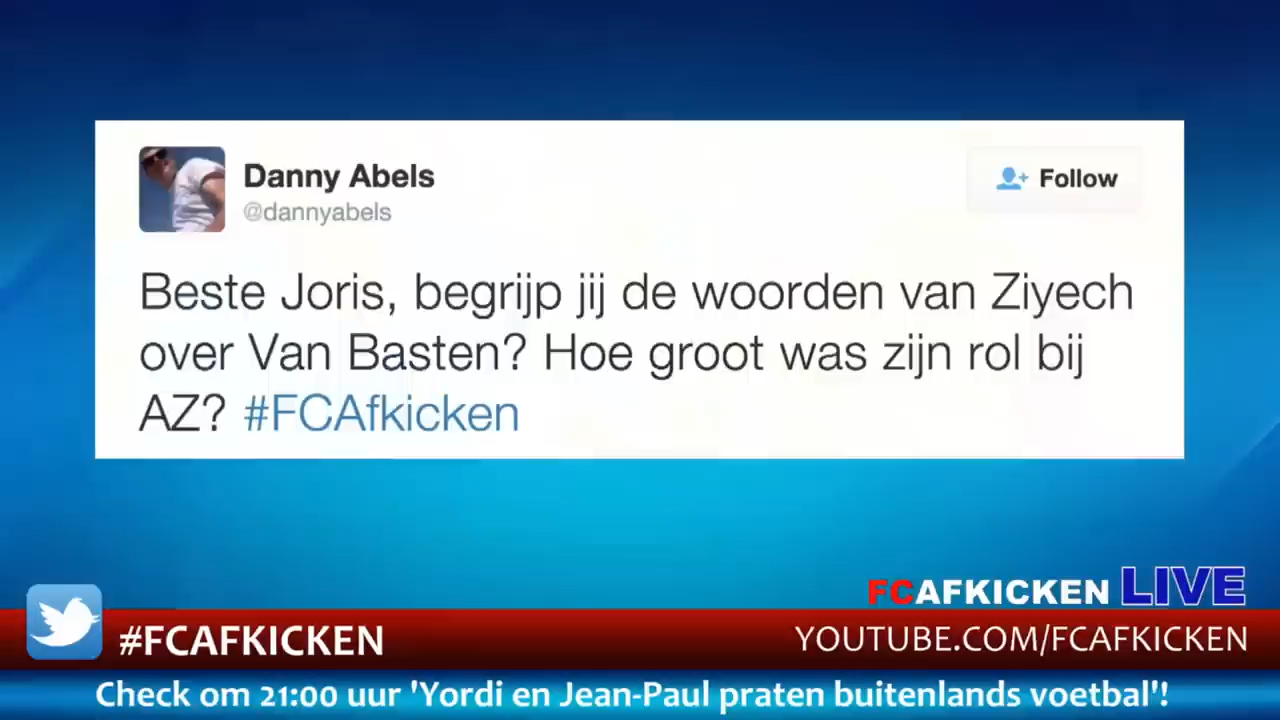 Danny Abels
@dannyabels
Follow
Beste Joris, begrijp jij de woorden van Ziyech
over Van Basten? Hoe groot was zijn rol bij
AZ? #FCAfkicken
FCAFKICKEN LIVE
#FCAFKICKEN
YOUTUBE.COM/FCAFKICKEN
Check om 21:00 uur 'Yordi en Jean-Paul praten buitenlands voetbal'!